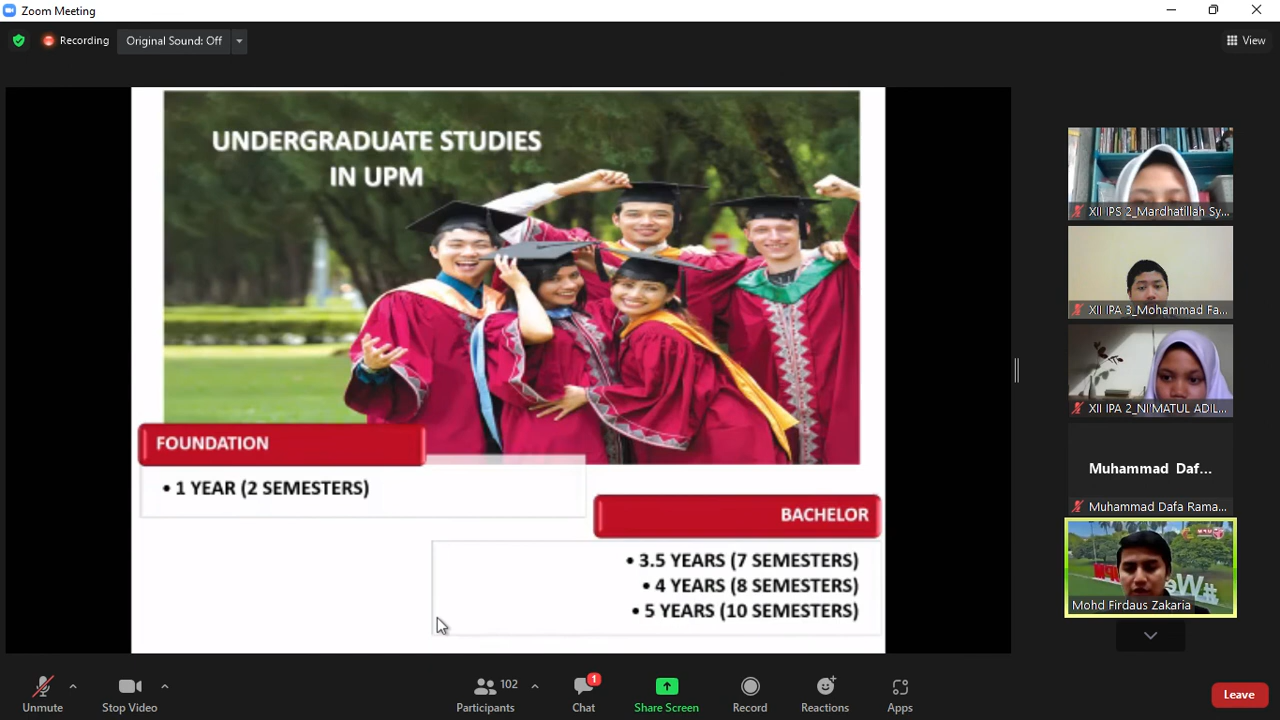 Zoom Meeting
Recording
Original Sound: Off
View
UNDERGRADUATE STUDIES
IN UPM
FOUNDATION
• 1 YEAR (2 SEMESTERS)
BACHELOR
• 3.5 YEARS (7 SEMESTERS)
• 4 YEARS (8 SEMESTERS)
• 5 YEARS (10 SEMESTERS)
XII IPS 2_Mardhatillah Sy...
XII IPA 3_Mohammad Fa...
XII IPA 2_NI'MATUL ADIL...
Muhammad Daf...
Muhammad Dafa Rama...
#We
UPM
Mohd Firdaus Zakaria
Unmute
Stop Video
102
Participants
1
Chat
Share Screen
Record
Reactions
Apps
Leave